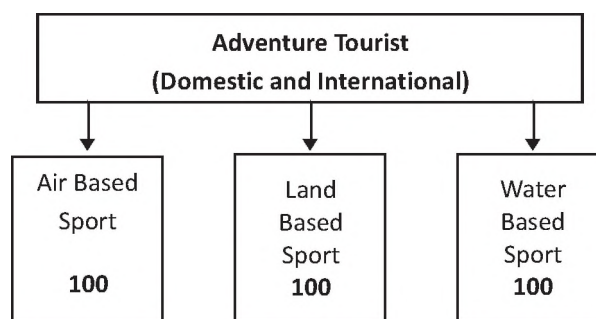 Adventure Tourist
(Domestic and International)
Air Based
Sport
100
Land
Based
Sport
100
Water
Based
Sport
100